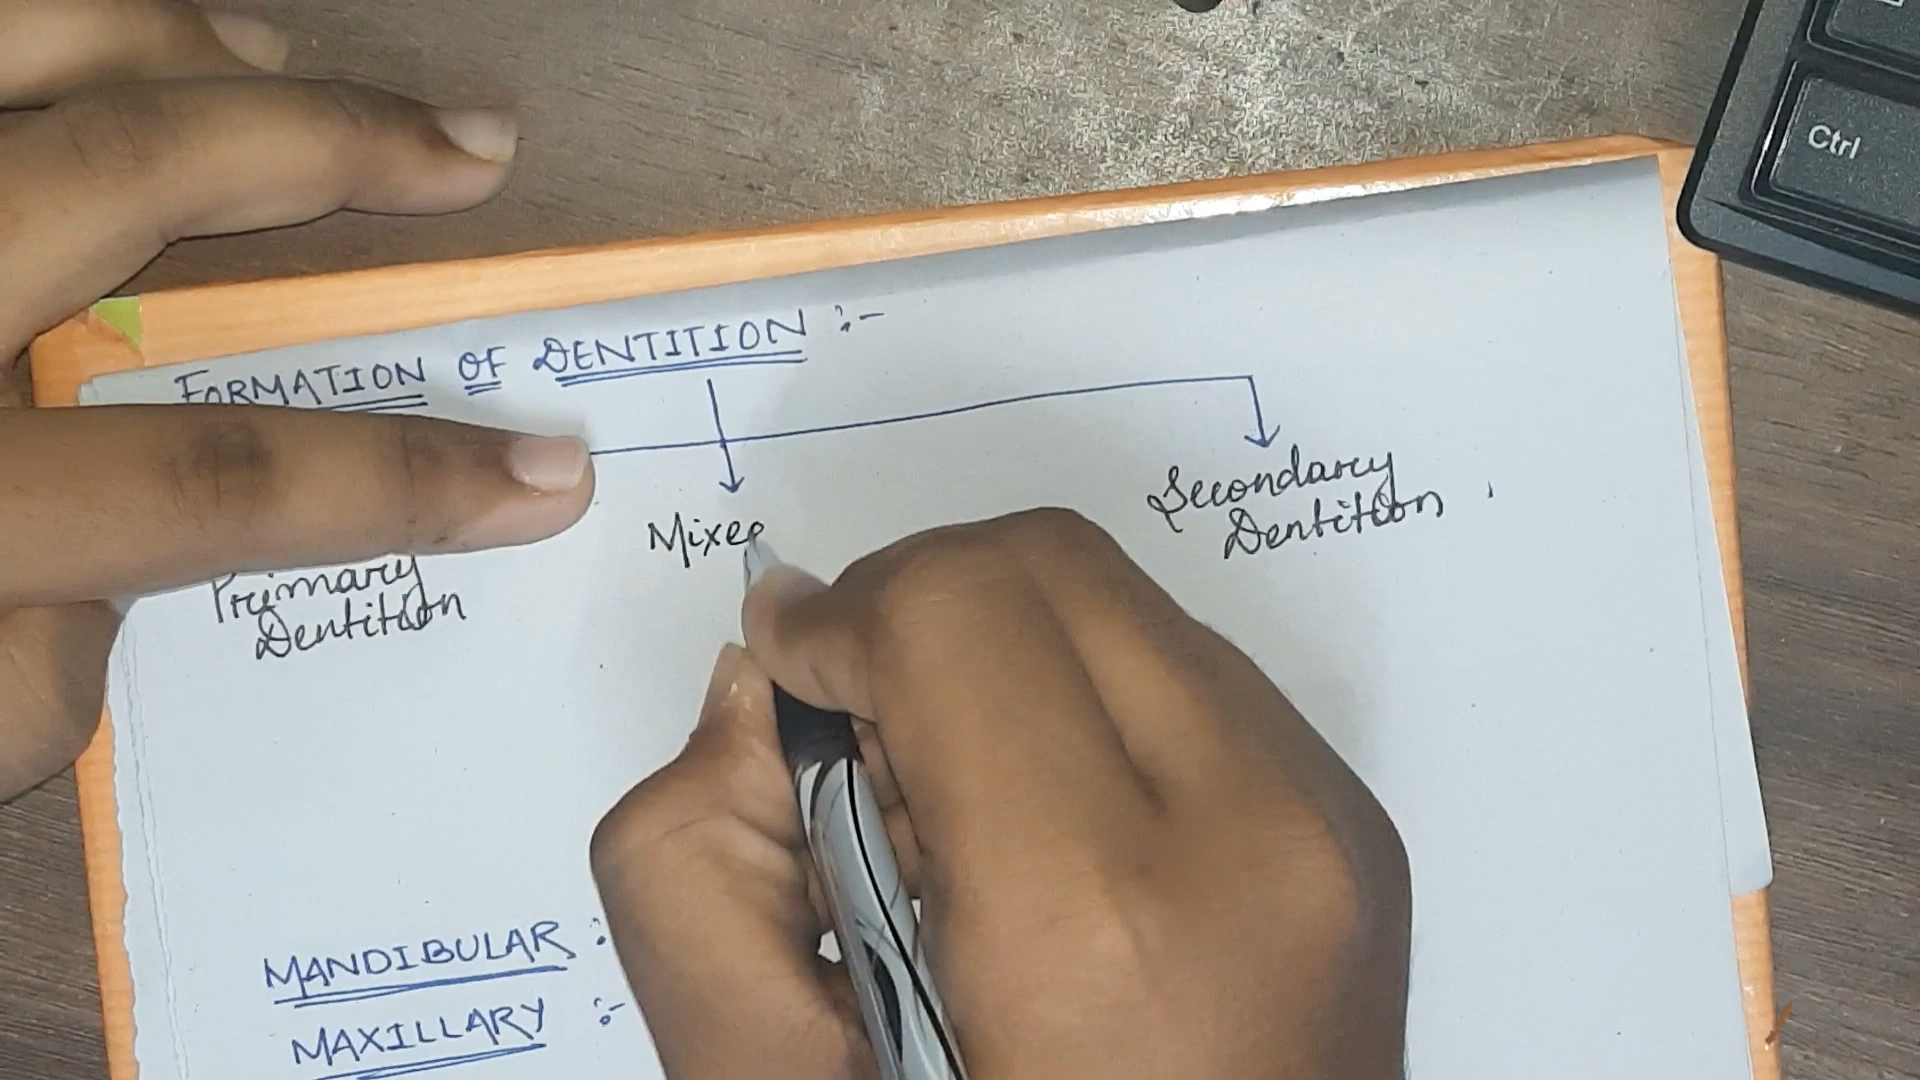 Ctrl
FORMATION OF DENTITION :-
Secondary
Dentition
Mixe
Primary
Dentition
MANDIBULAR :
MAXILLARY :-